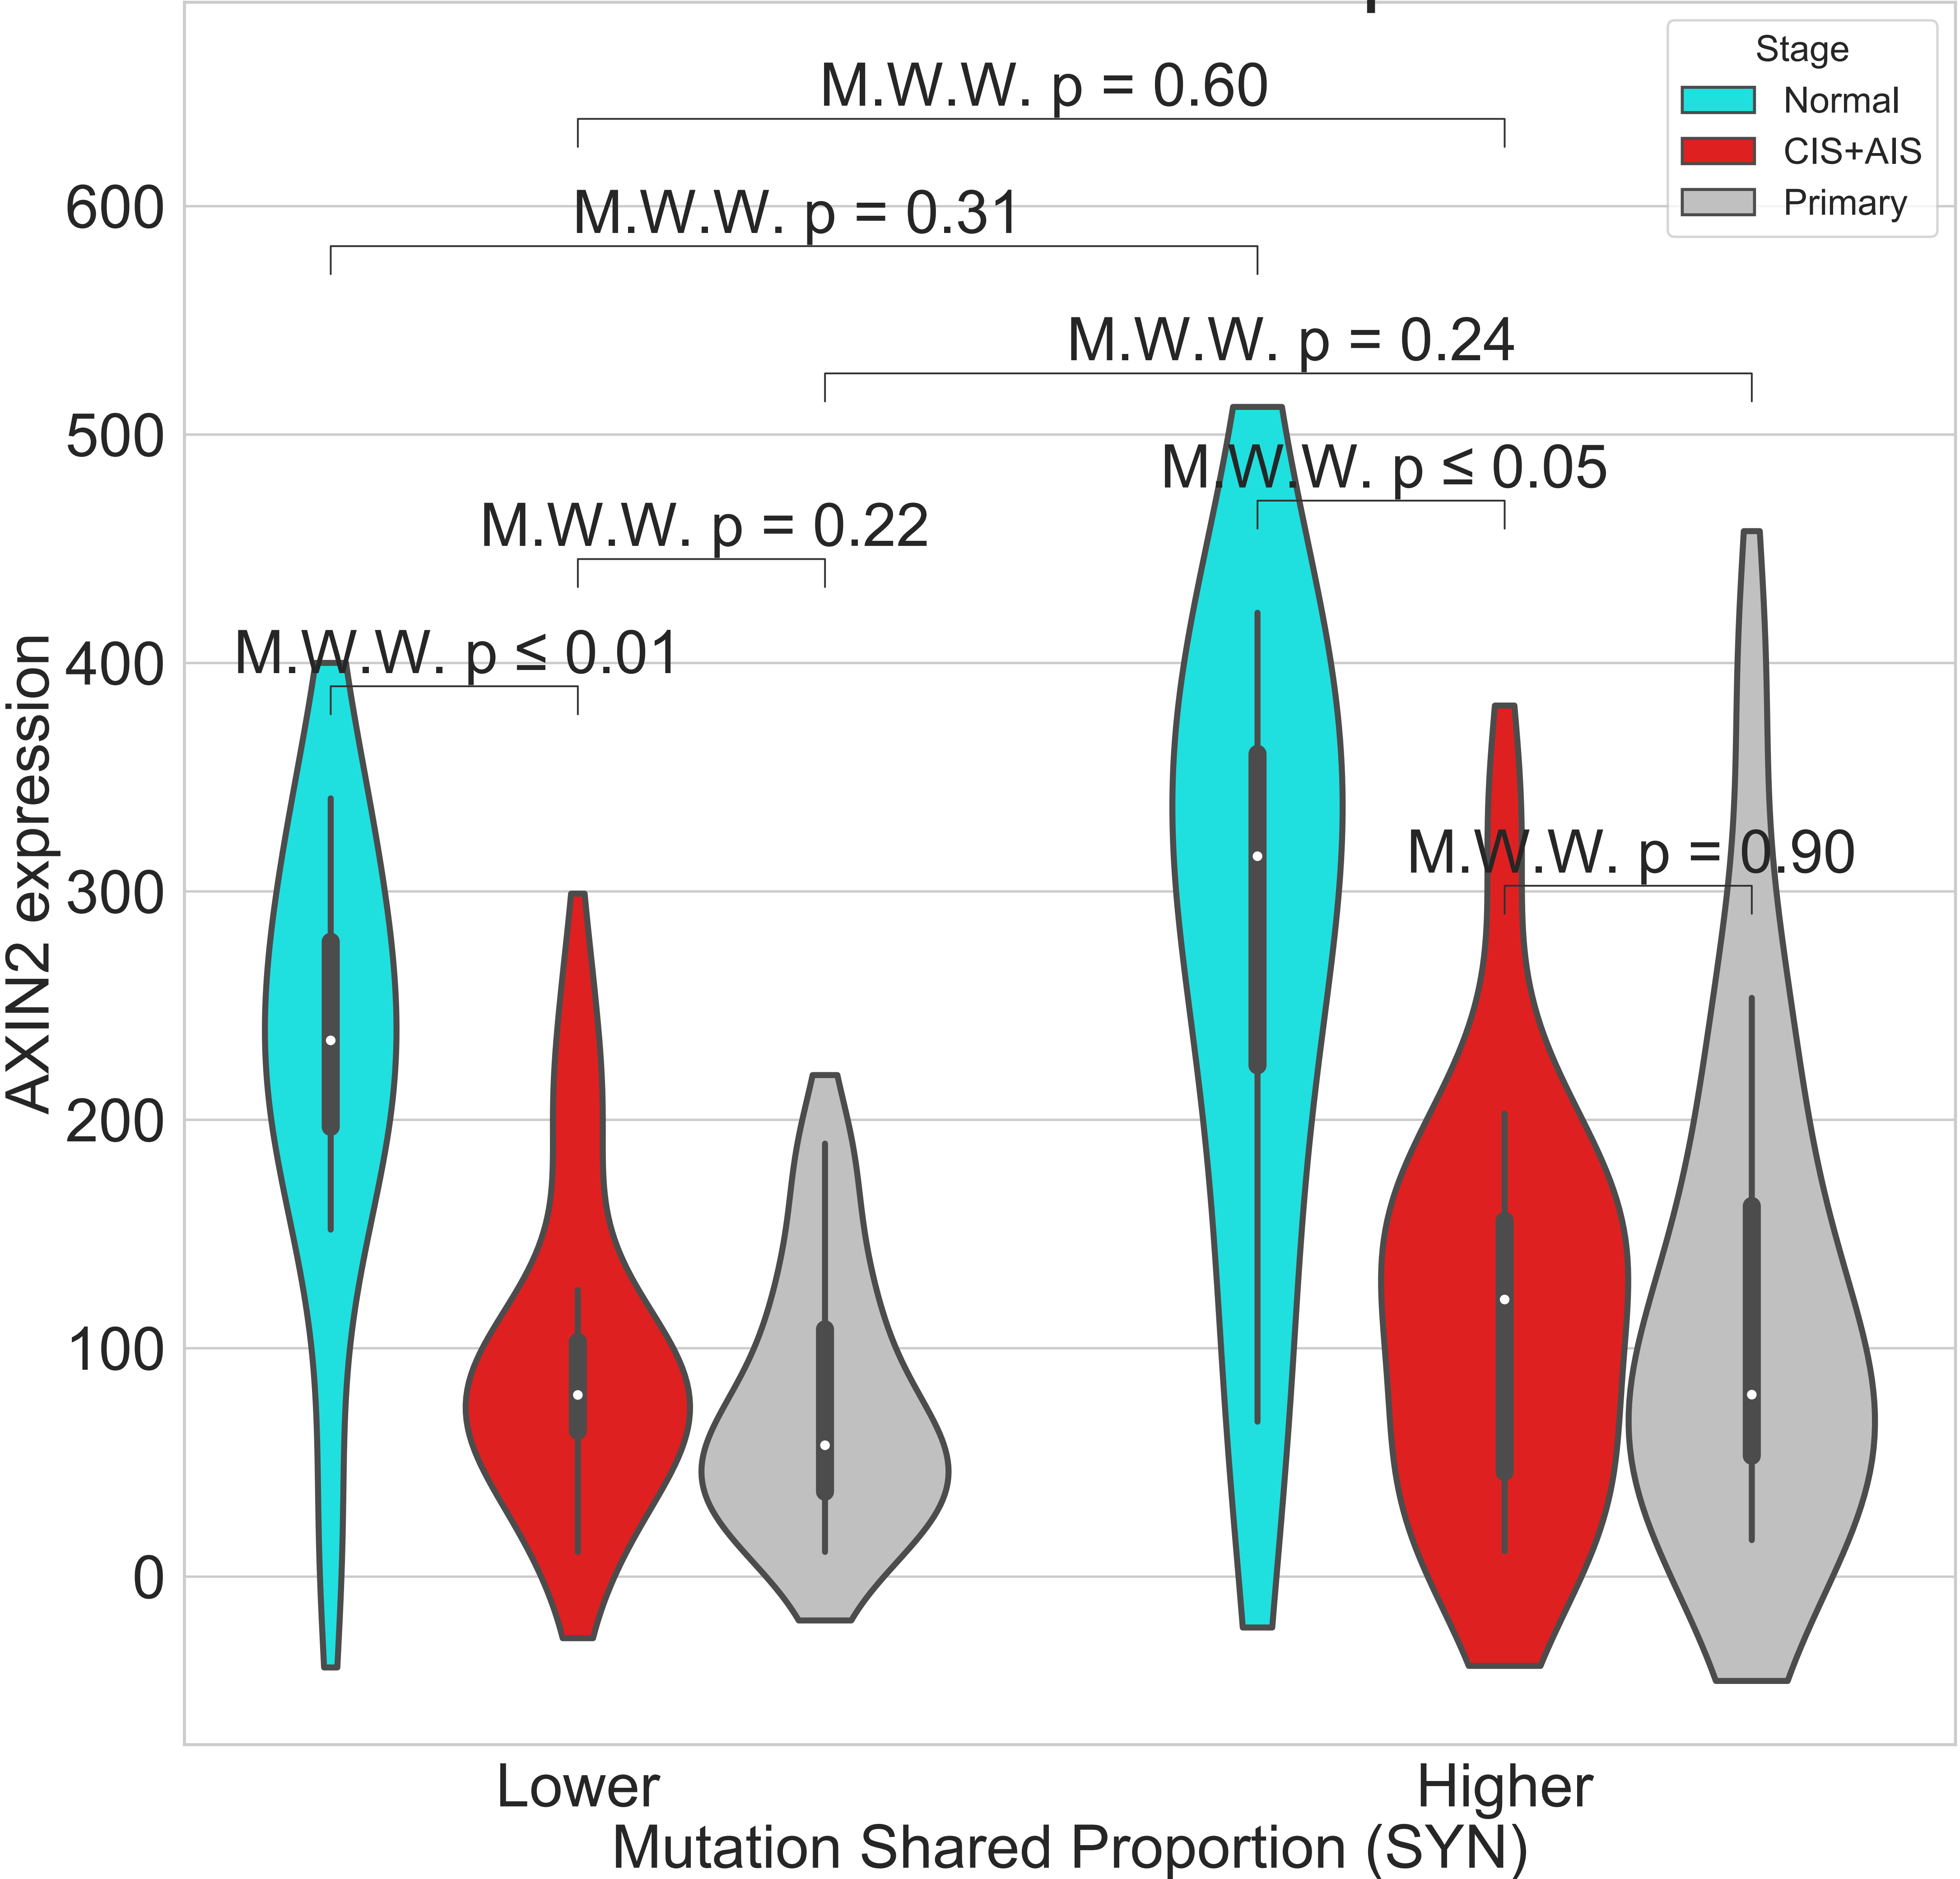 Stage
Normal
CIS+AIS
Primary
M.W.W. p = 0.60
M.W.W. p = 0.31
M.W.W. p = 0.24
M.W.W. p ≤ 0.05
M.W.W. p = 0.22
M.W.W. p ≤ 0.01
M.W.W. p = 0.90
600
500
400
300
200
100
0
AXIN2 expression
Lower
Higher
Mutation Shared Proportion (SYN)